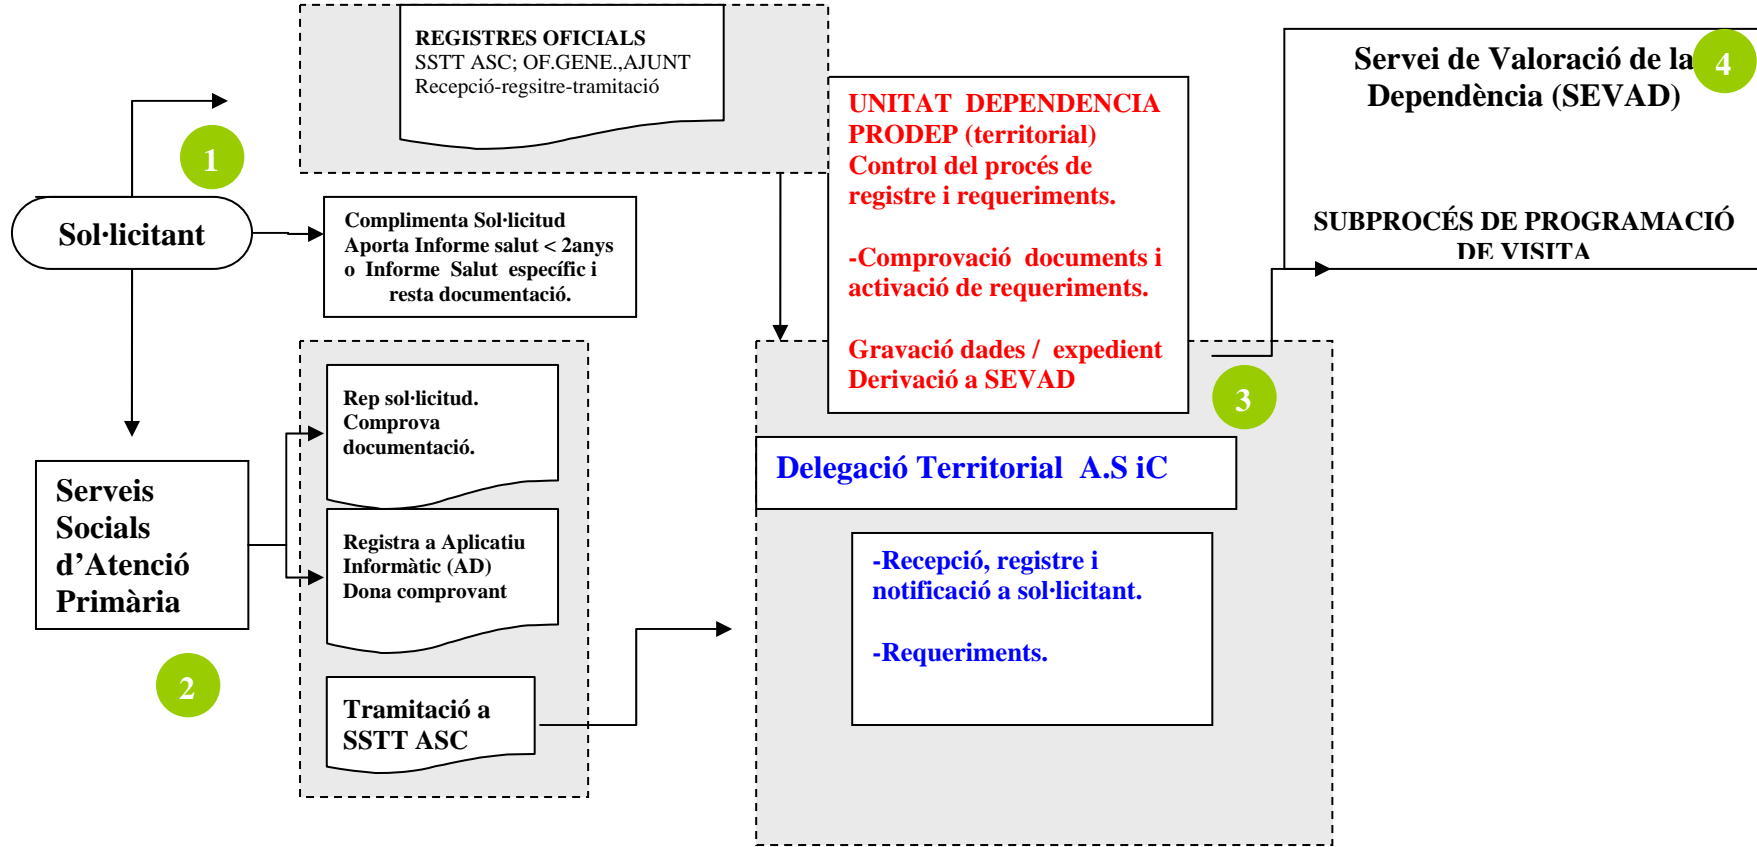 REGISTRES OFICIALS
SSTT ASC; OF.GENE.,AJUNT
Recepció-regsitre-tramitació
1
Sol·licitant
Complimenta Sol·licitud
Aporta Informe salut < 2anys
o Informe Salut específic i
resta documentació.
UNITAT DEPENDENCIA
PRODEP (territorial)
Control del procés de
registre i requeriments.
-Comprovació documents i
activació de requeriments.
Gravació dades / expedient
Derivació a SEVAD
Servei de Valoració de la
Dependència (SEVAD)
4
SUBPROCÉS DE PROGRAMACIÓ
DE VISITA
3
Rep sol·licitud.
Comprova
documentació.
Serveis
Socials
d’Atenció
Primària
Registra a Aplicatiu
Informàtic (AD)
Dona comprovant
2
Tramitació a
SSTT ASC
Delegació Territorial A.S iC
-Recepció, registre i
notificació a sol·licitant.
-Requeriments.